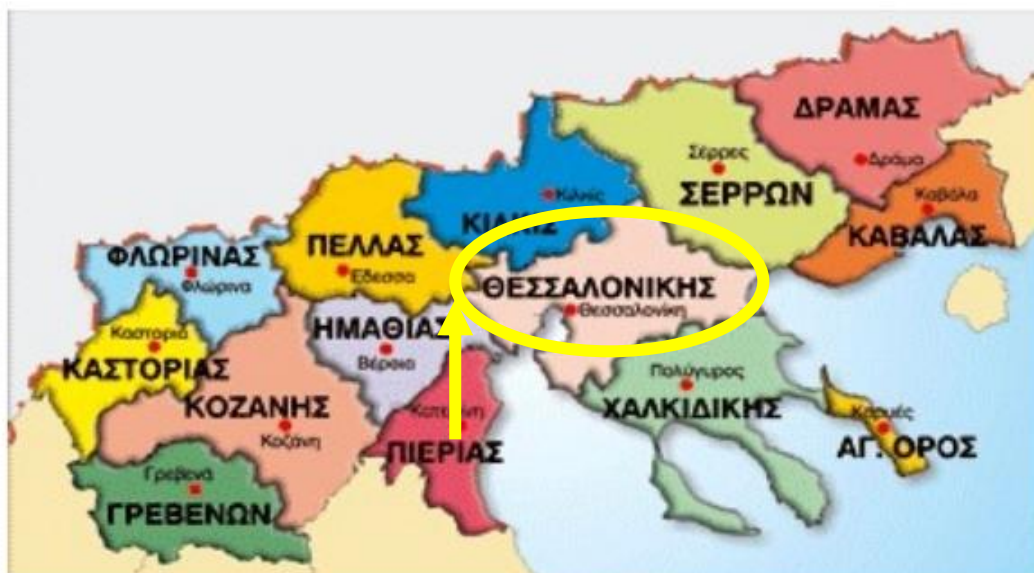 ΔΡΑΜΑΣ
Δράμα
Σέρρες
ΣΕΡΡΩΝ
Καβάλα
ΚΑΒΑΛΑΣ
Κιλκίς
ΚΙΛΚΙΣ
ΠΕΛΛΑΣ
Έδεσσα
ΦΛΩΡΙΝΑΣ
Φλώρινα
ΘΕΣΣΑΛΟΝΙΚΗΣ
Θεσσαλονίκη
ΗΜΑΘΙΑΣ
Βέροια
Καστοριά
ΚΑΣΤΟΡΙΑΣ
ΚΟΖΑΝΗΣ
Κοζάνη
Κατερίνη
ΠΙΕΡΙΑΣ
Πολύγυρος
ΧΑΛΚΙΔΙΚΗΣ
Καρυές
ΑΓ. ΟΡΟΣ
Γρεβενά
ΓΡΕΒΕΝΩΝ